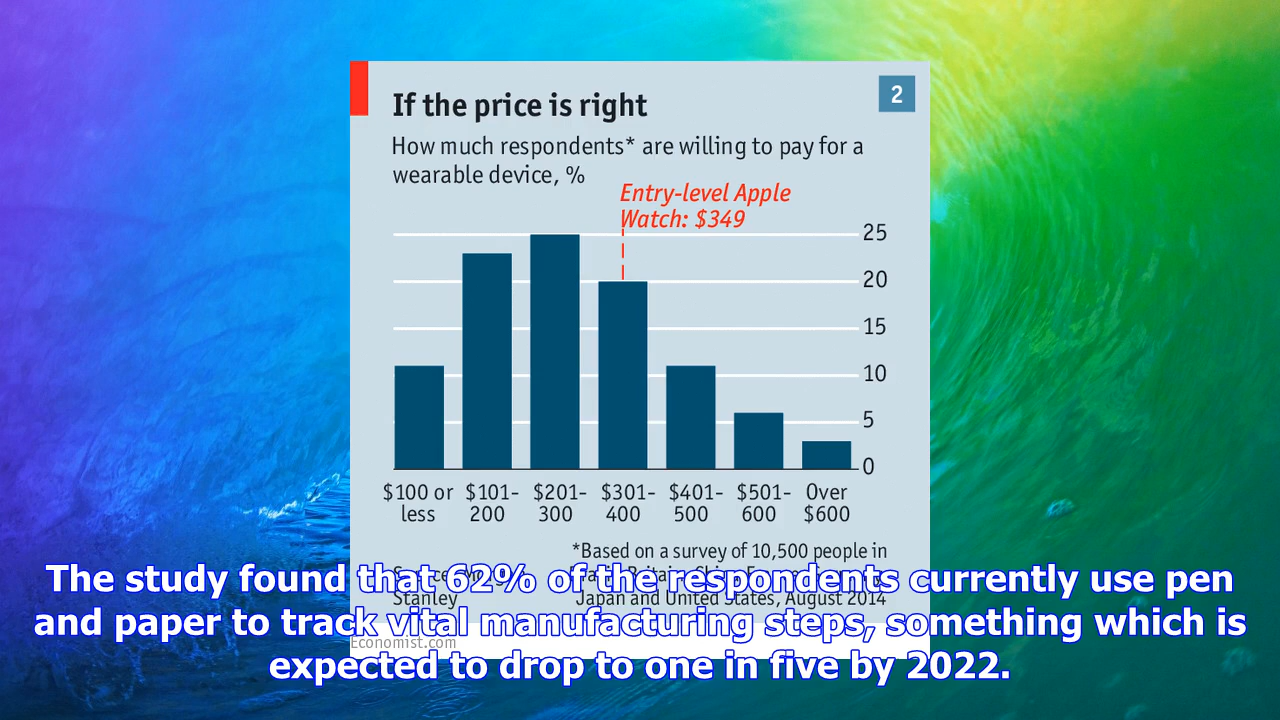 If the price is right
2
How much respondents* are willing to pay for a
wearable device, %
Entry-level Apple
Watch: $349
25
20
15
10
5
0
$100 or less
$101-200
$201-300
$301-400
$401-500
$501-600
Over $600
*Based on a survey of 10,500 people in
Stanley
Japan and United States, August 2014
Economist.com
The study found that 62% of the respondents currently use pen
and paper to track vital manufacturing steps, something which is
expected to drop to one in five by 2022.